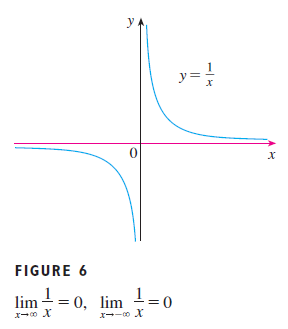 y
y = 1/x
0
x
FIGURE 6
lim x→∞ 1/x = 0, lim x→−∞ 1/x = 0